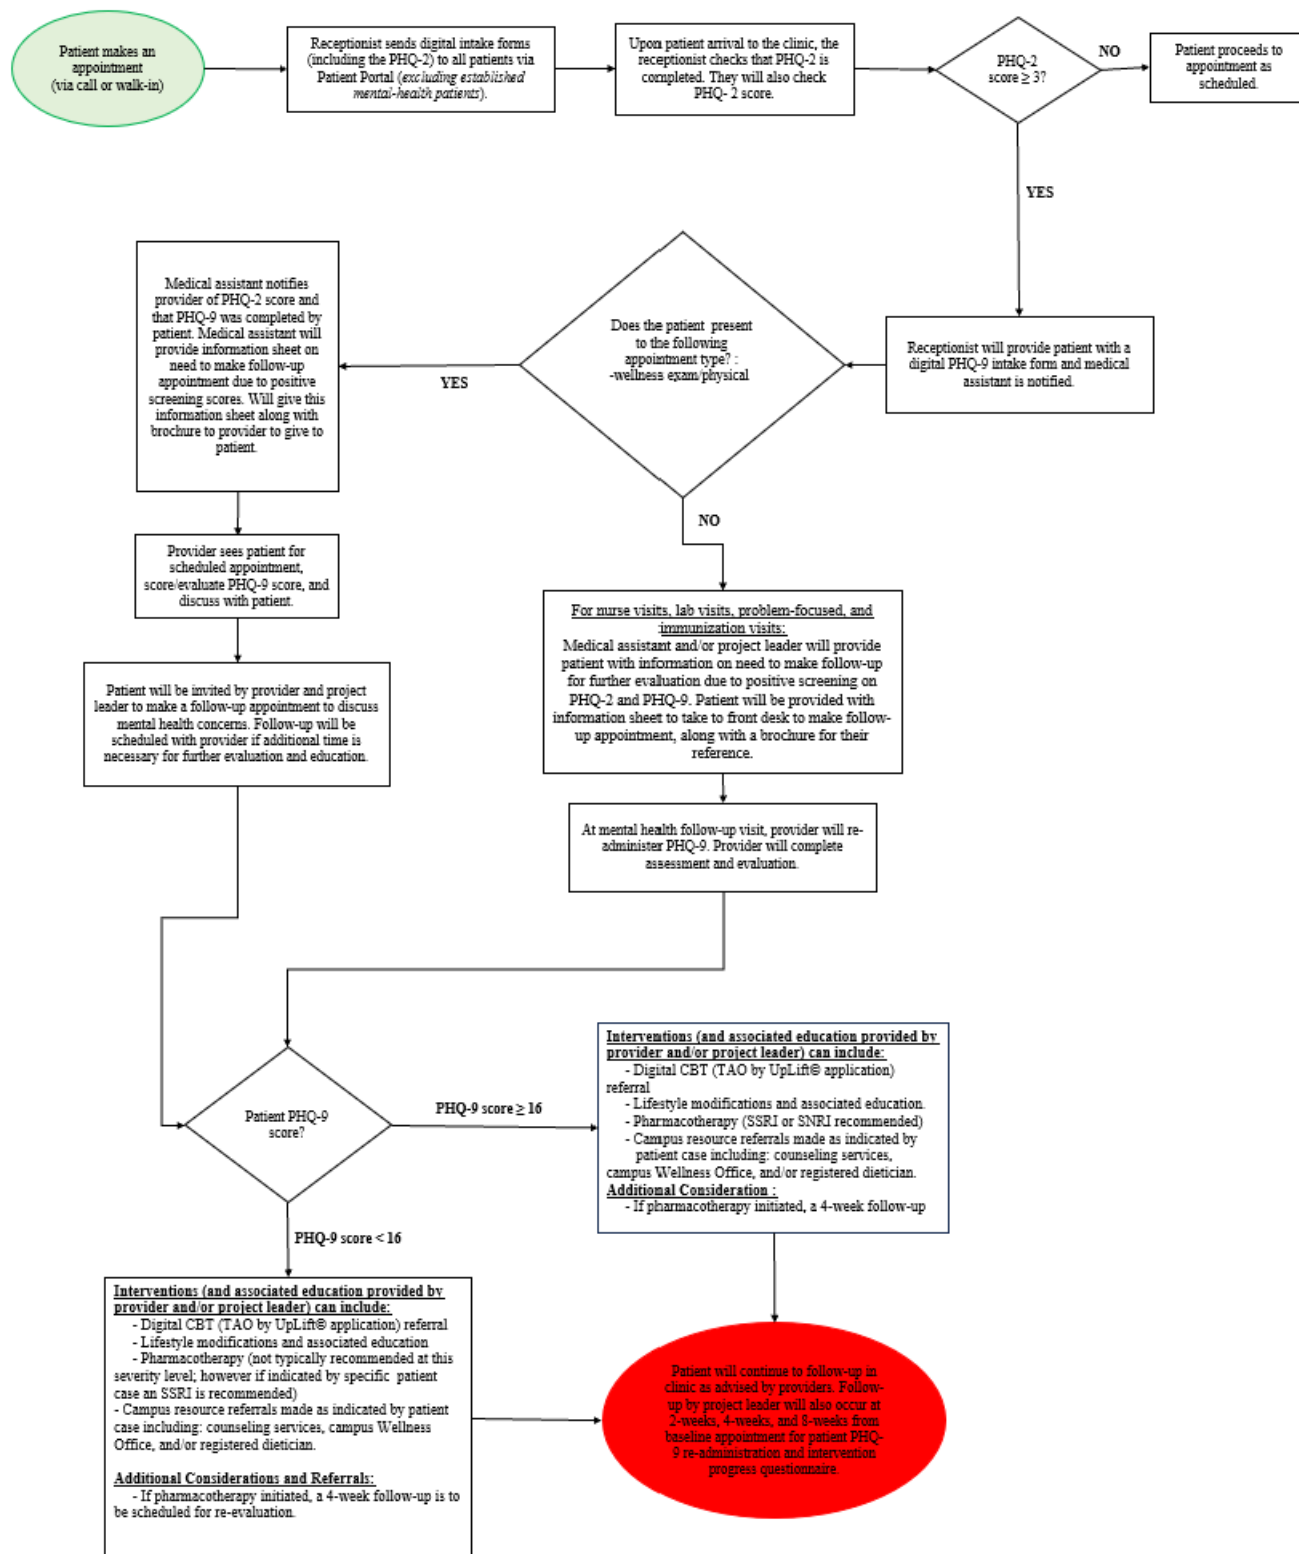 Patient makes an
appointment
(via call or walk-in)
Receptionist sends digital intake forms
(including the PHQ-2) to all patients via
Patient Portal (excluding established
mental-health patients).
Upon patient arrival to the clinic, the
receptionist checks that PHQ-2 is
completed. They will also check
PHQ- 2 score.
PHQ-2
score ≥ 3?
NO
Patient proceeds to
appointment as
scheduled.
YES
Receptionist will provide patient with a
digital PHQ-9 intake form and medical
assistant is notified.
Does the patient present
to the following
appointment type? :
-wellness exam/physical
YES
Medical assistant notifies
provider of PHQ-2 score and
that PHQ-9 was completed by
patient. Medical assistant will
provide information sheet on
need to make follow-up
appointment due to positive
screening scores. Will give this
information sheet along with
brochure to provider to give to
patient.
Provider sees patient for
scheduled appointment,
score/evaluate PHQ-9 score, and
discuss with patient.
Patient will be invited by provider and project
leader to make a follow-up appointment to discuss
mental health concerns. Follow-up will be
scheduled with provider if additional time is
necessary for further evaluation and education.
NO
For nurse visits, lab visits, problem-focused, and
immunization visits:
Medical assistant and/or project leader will provide
patient with information on need to make follow-up
for further evaluation due to positive screening on
PHQ-2 and PHQ-9. Patient will be provided with
information sheet to take to front desk to make follow-
up appointment, along with a brochure for their
reference.
At mental health follow-up visit, provider will re-
administer PHQ-9. Provider will complete
assessment and evaluation.
Patient PHQ-9
score?
PHQ-9 score ≥ 16
Interventions (and associated education provided by
provider and/or project leader) can include:
- Digital CBT (TAO by UpLift® application)
referral
- Lifestyle modifications and associated education.
- Pharmacotherapy (SSRI or SNRI recommended)
- Campus resource referrals made as indicated by
patient case including: counseling services,
campus Wellness Office, and/or registered dietician.
Additional Consideration :
- If pharmacotherapy initiated, a 4-week follow-up
PHQ-9 score < 16
Interventions (and associated education provided by
provider and/or project leader) can include:
- Digital CBT (TAO by UpLift® application) referral
- Lifestyle modifications and associated education
- Pharmacotherapy (not typically recommended at this
severity level; however if indicated by specific patient
case an SSRI is recommended)
- Campus resource referrals made as indicated by patient
case including: counseling services, campus Wellness
Office, and/or registered dietician.
Additional Considerations and Referrals:
- If pharmacotherapy initiated, a 4-week follow-up is to
be scheduled for re-evaluation.
Patient will continue to follow-up in
clinic as advised by providers. Follow-
up by project leader will also occur at
2-weeks, 4-weeks, and 8-weeks from
baseline appointment for patient PHQ-
9 re-administration and intervention
progress questionnaire.